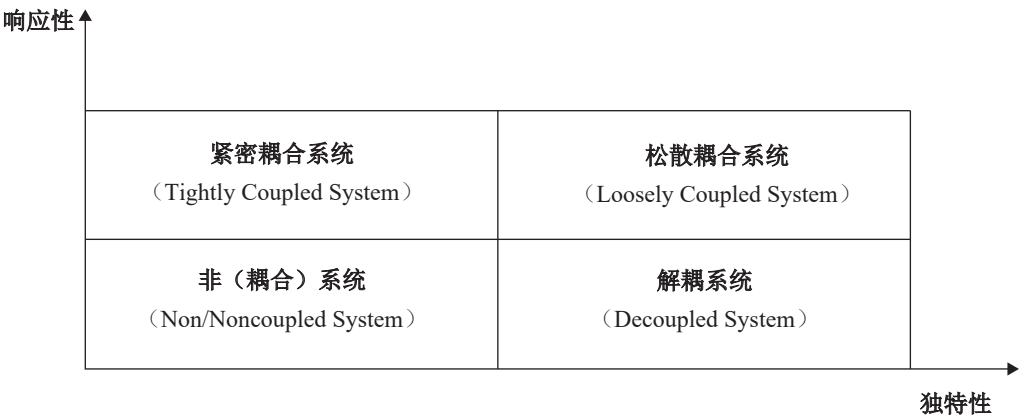 响应性
紧密耦合系统
（Tightly Coupled System）
松散耦合系统
（Loosely Coupled System）
非（耦合）系统
（Non/Noncoupled System）
解耦系统
（Decoupled System）
独特性